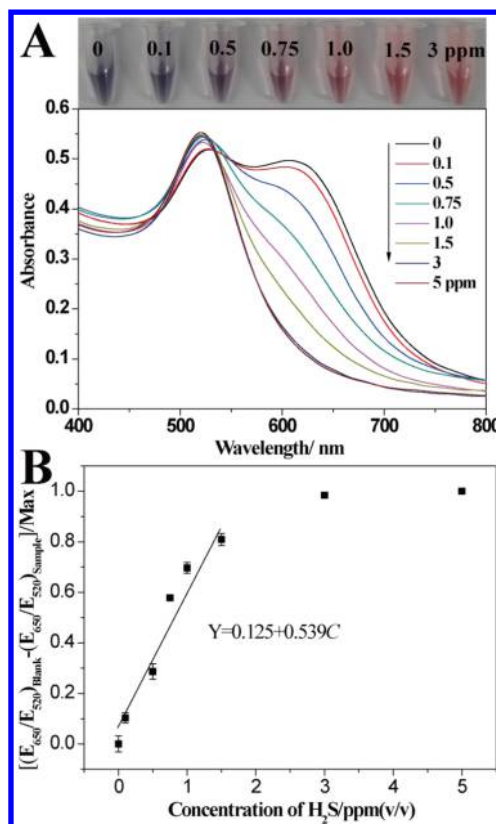 A
0 0.1 0.5 0.75 1.0 1.5 3 ppm
0.6
0.5
0.4
0.3
0.2
0.1
0.0
Absorbance
0
0.1
0.5
0.75
1.0
1.5
3
5 ppm
400 500 600 700 800
Wavelength/ nm
B
[(E650/E520)Blank-(E650/E520)Sample]/Max
1.0
0.8
0.6
0.4
0.2
0.0
Y=0.125+0.539C
0 1 2 3 4 5
Concentration of H2S/ppm(v/v)